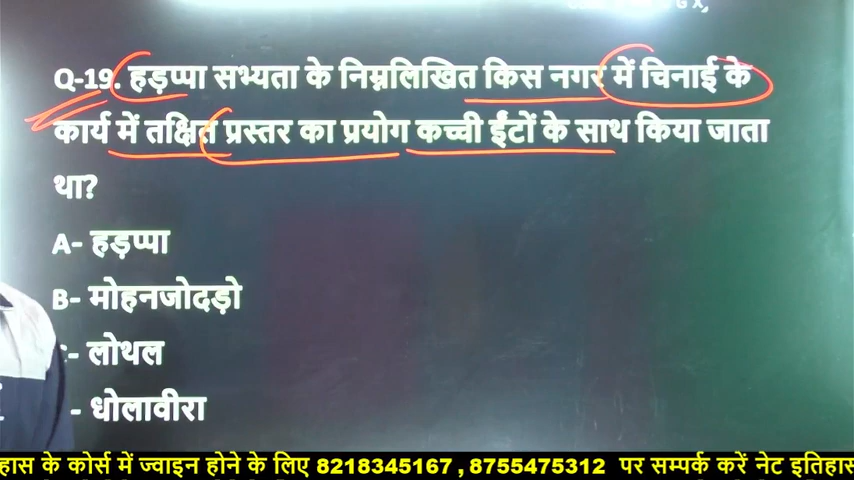 Q-19. हड़प्पा सभ्यता के निम्नलिखित किस नगर में चिनाई के
कार्य में तक्षित प्रस्तर का प्रयोग कच्ची ईंटों के साथ किया जाता
था?
A- हड़प्पा
B- मोहनजोदड़ो
- लोथल
- धोलावीरा
हास के कोर्स में ज्वाइन होने के लिए 8218345167 , 8755475312 पर सम्पर्क करें नेट इतिहास